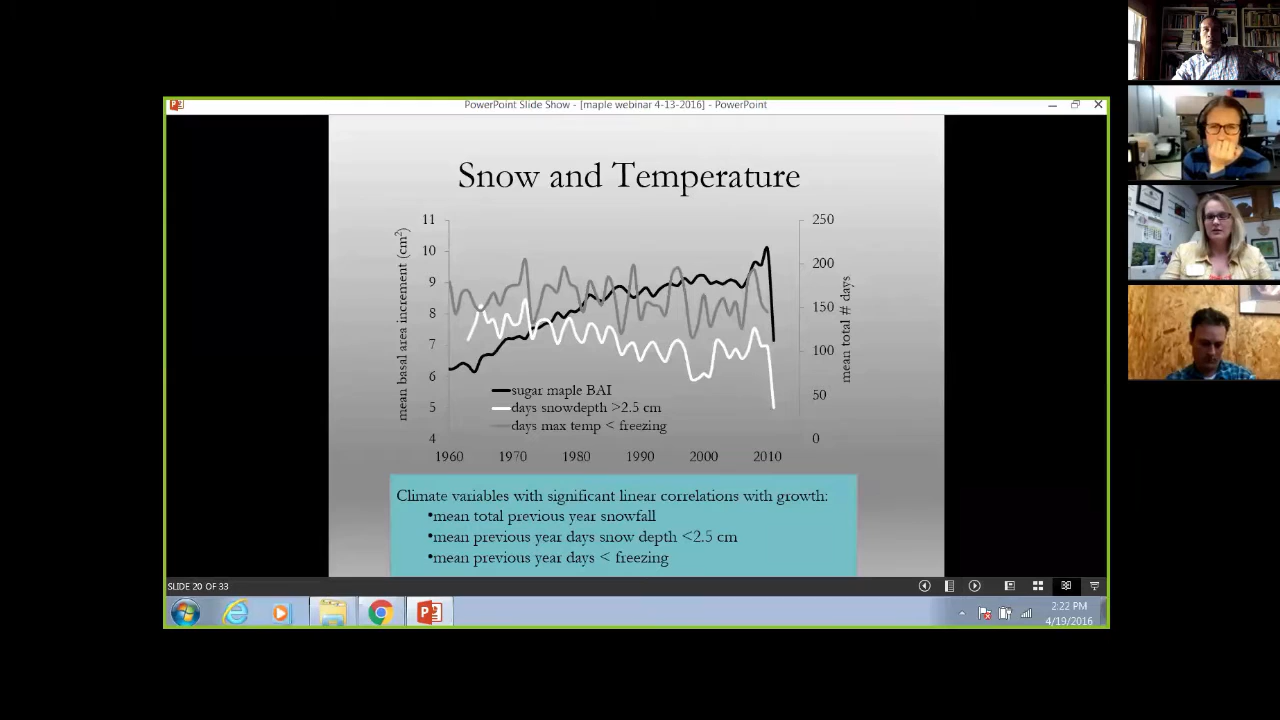 PowerPoint Slide Show - [maple webinar 4-13-2016] - PowerPoint
Snow and Temperature
mean basal area increment (cm²)
11
10
9
8
7
6
5
4
250
200
150
100
50
0
mean total # days
sugar maple BAI
days snowdepth >2.5 cm
days max temp < freezing
1960 1970 1980 1990 2000 2010
Climate variables with significant linear correlations with growth:
•mean total previous year snowfall
•mean previous year days snow depth <2.5 cm
•mean previous year days < freezing
SLIDE 20 OF 33
2:22 PM
4/19/2016